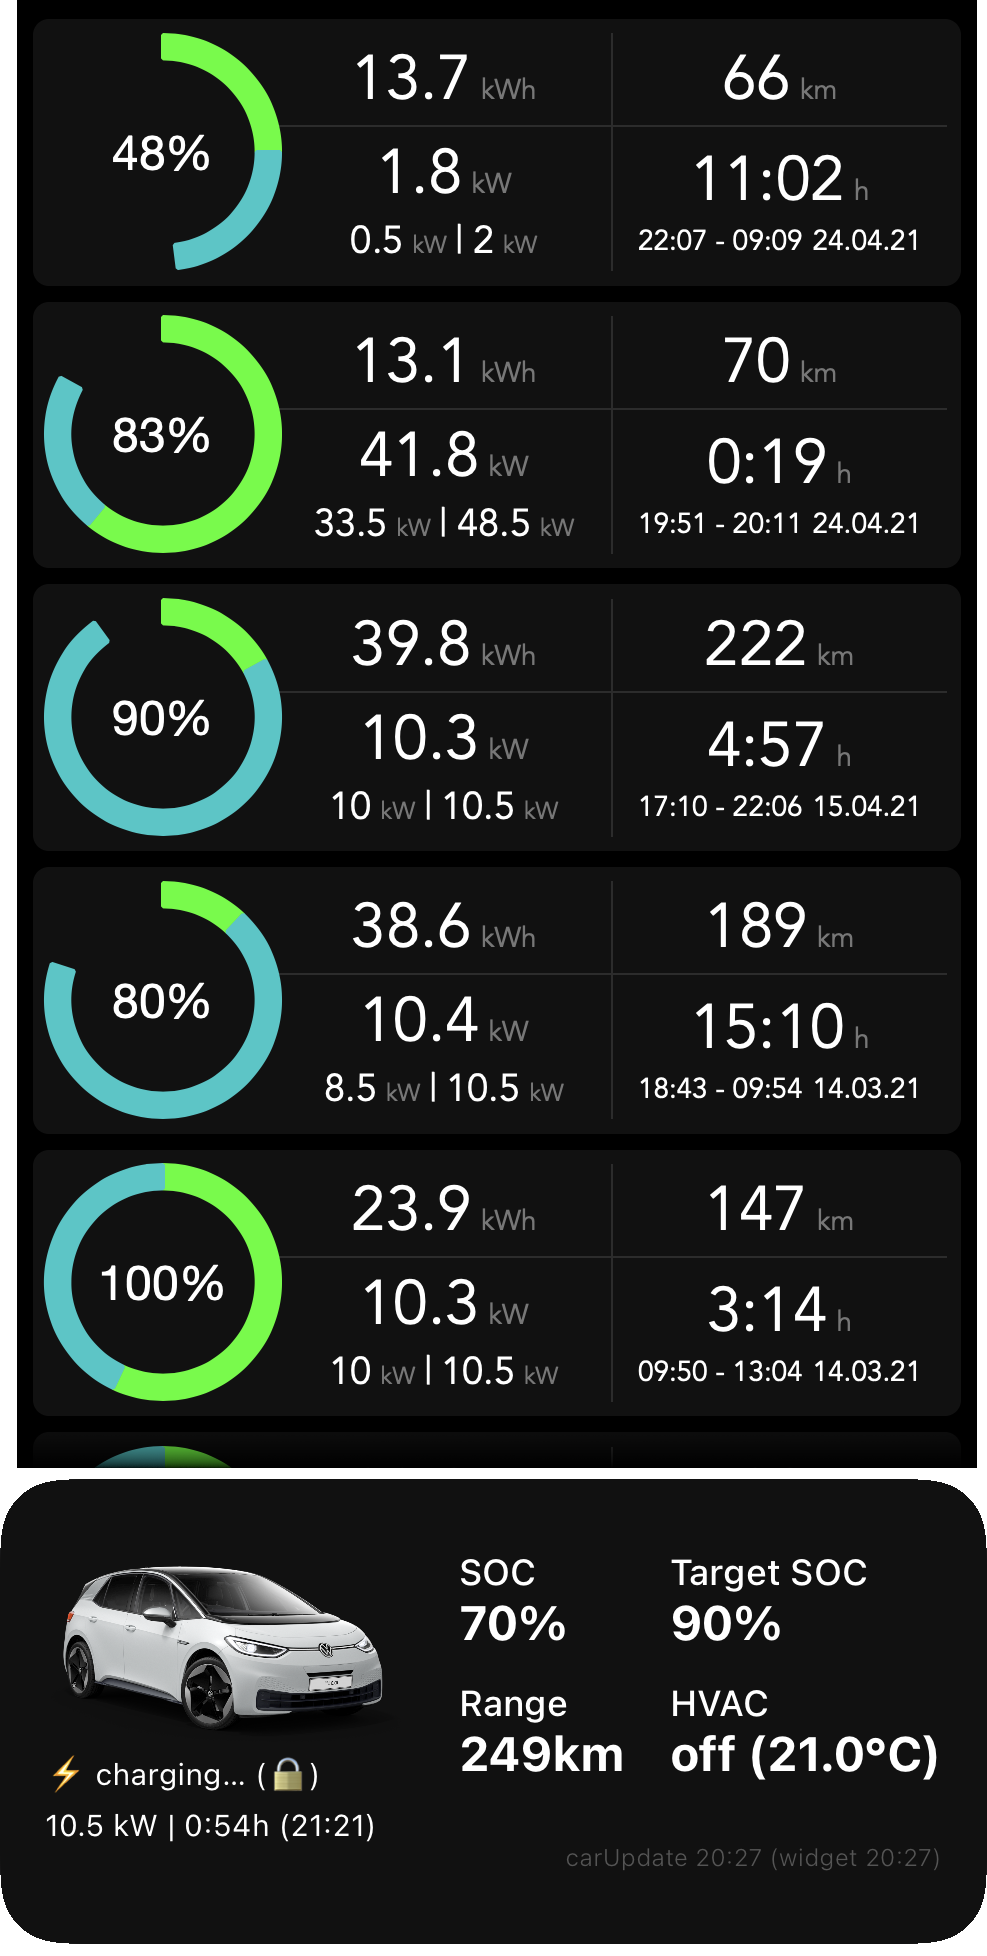 48%
13.7 kWh
66 km
1.8 kW
0.5 kW | 2 kW
11:02 h
22:07 - 09:09 24.04.21
83%
13.1 kWh
70 km
41.8 kW
33.5 kW | 48.5 kW
0:19 h
19:51 - 20:11 24.04.21
90%
39.8 kWh
222 km
10.3 kW
10 kW | 10.5 kW
4:57 h
17:10 - 22:06 15.04.21
80%
38.6 kWh
189 km
10.4 kW
8.5 kW | 10.5 kW
15:10 h
18:43 - 09:54 14.03.21
100%
23.9 kWh
147 km
10.3 kW
10 kW | 10.5 kW
3:14 h
09:50 - 13:04 14.03.21
SOC
70%
Target SOC
90%
Range
249km
HVAC
off (21.0°C)
⚡ charging... (🔒)
10.5 kW | 0:54h (21:21)
carUpdate 20:27 (widget 20:27)